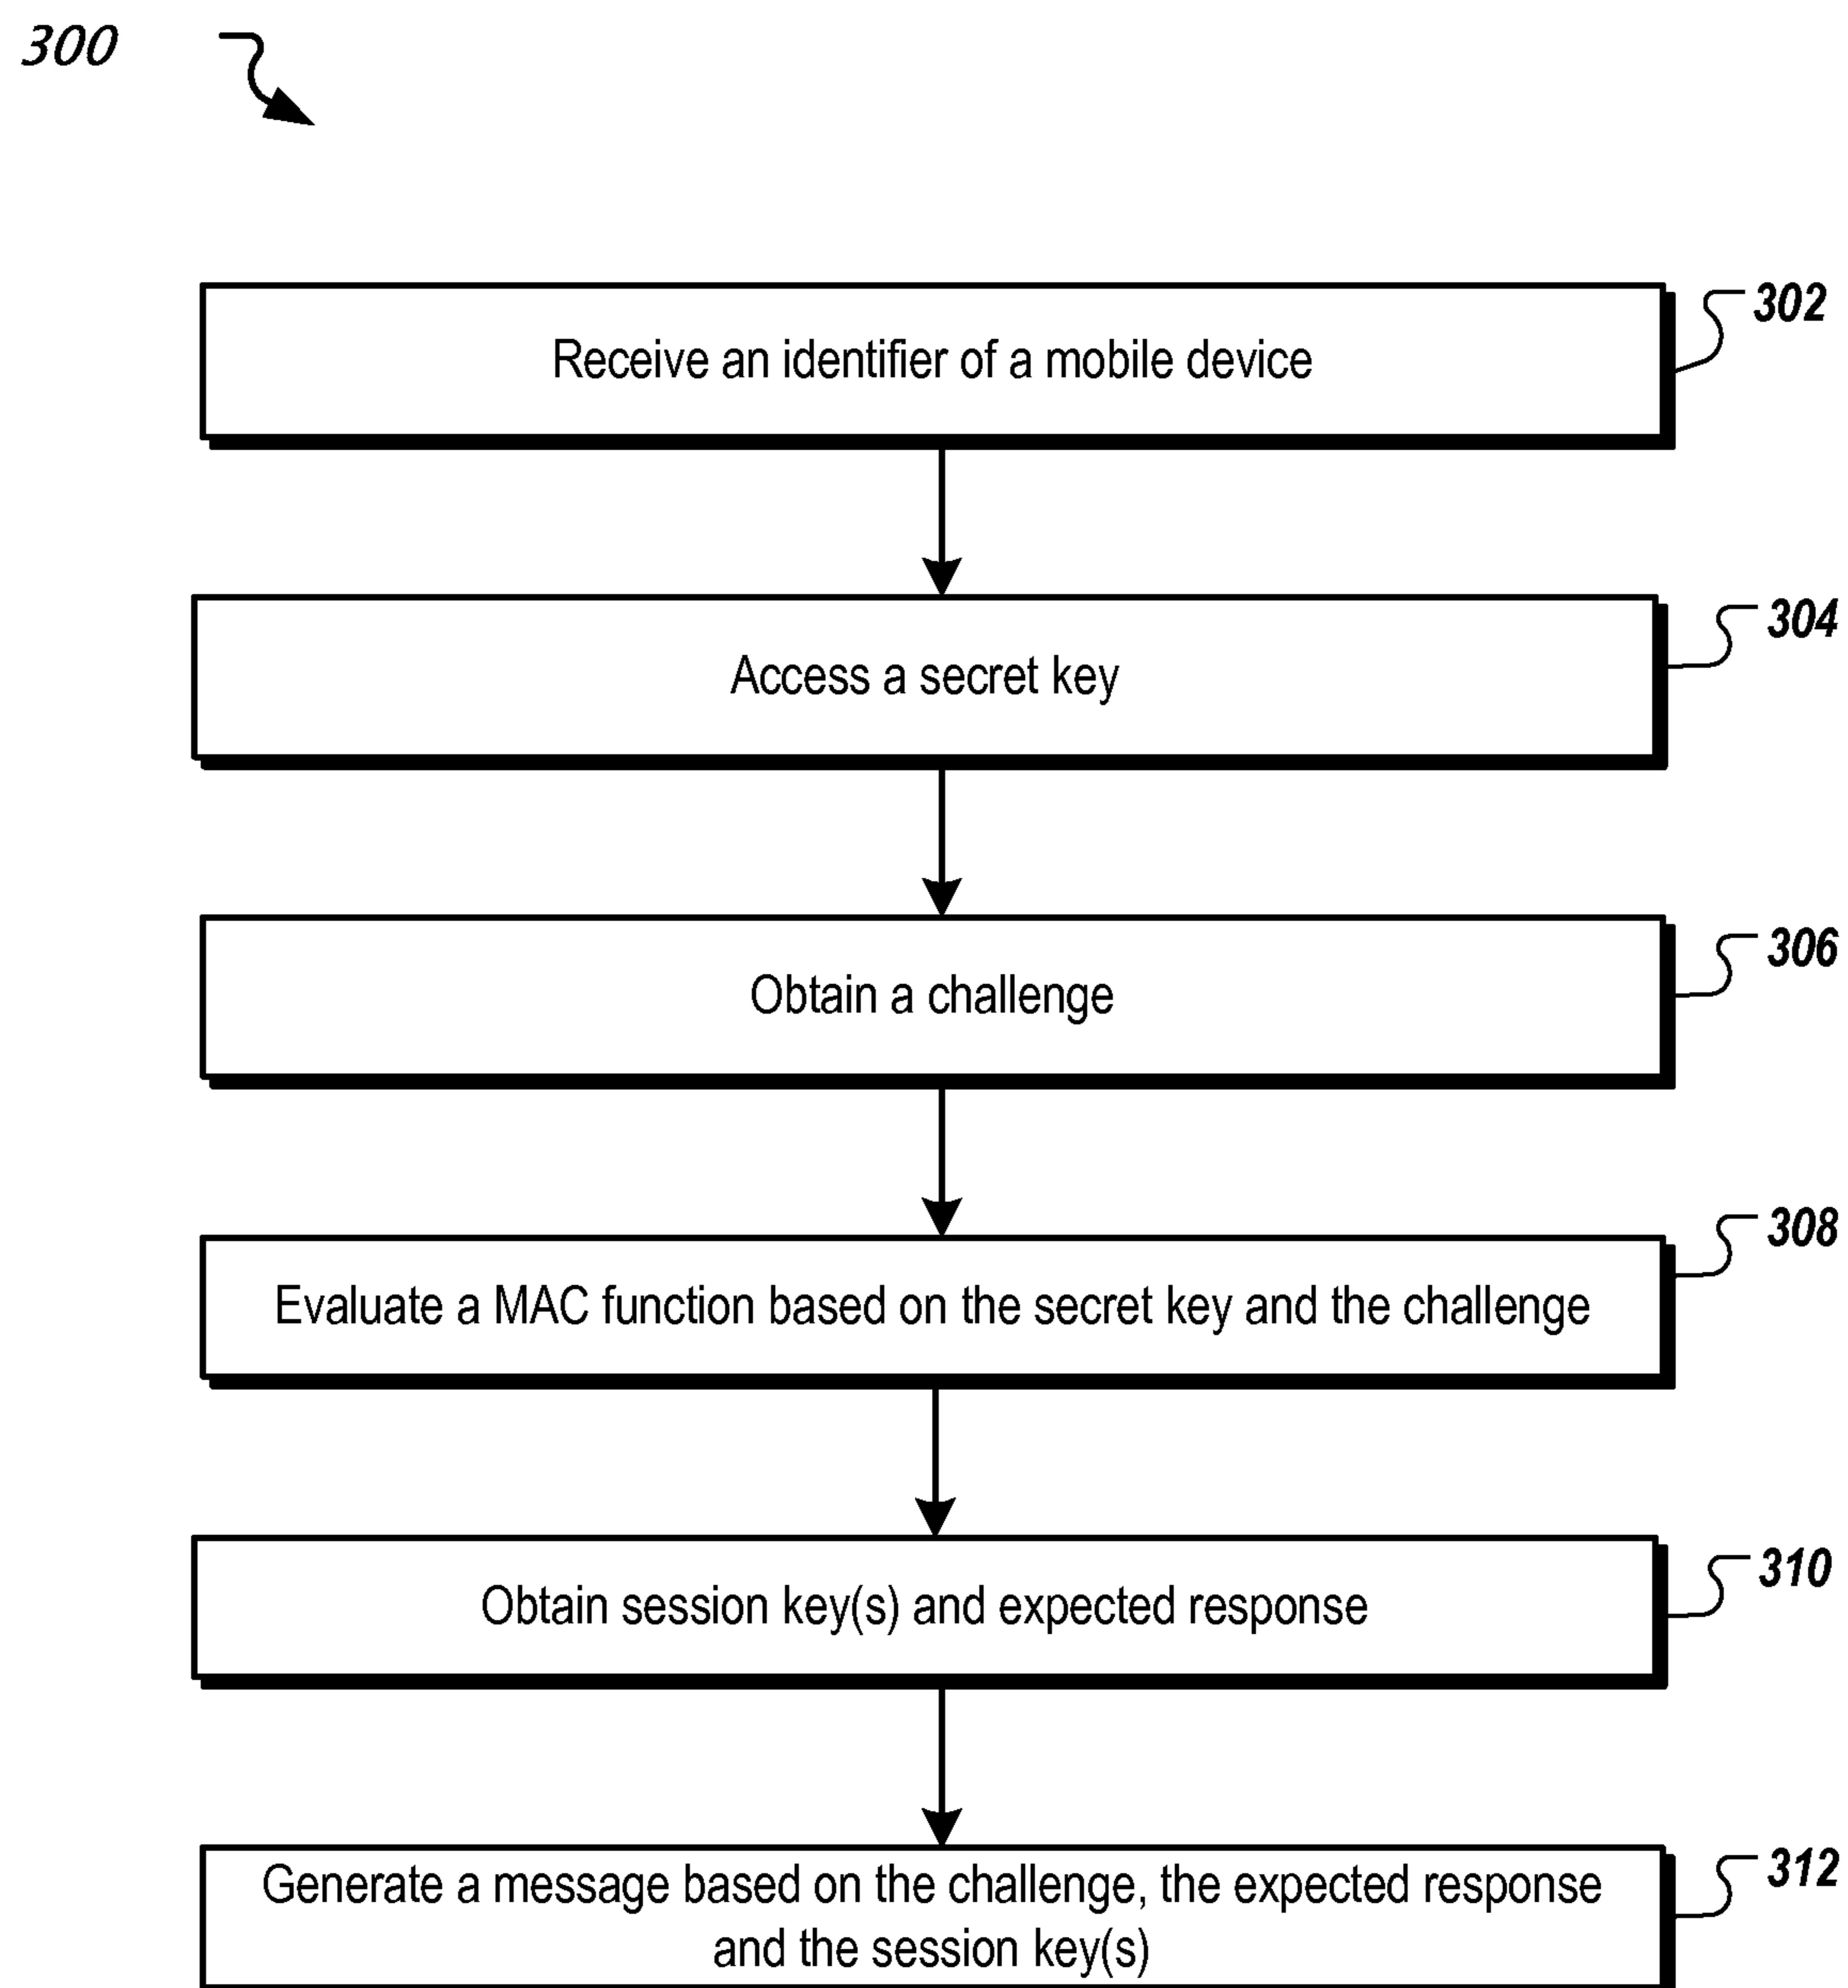 300
Receive an identifier of a mobile device
302
Access a secret key
304
Obtain a challenge
306
Evaluate a MAC function based on the secret key and the challenge
308
Obtain session key(s) and expected response
310
Generate a message based on the challenge, the expected response
and the session key(s)
312